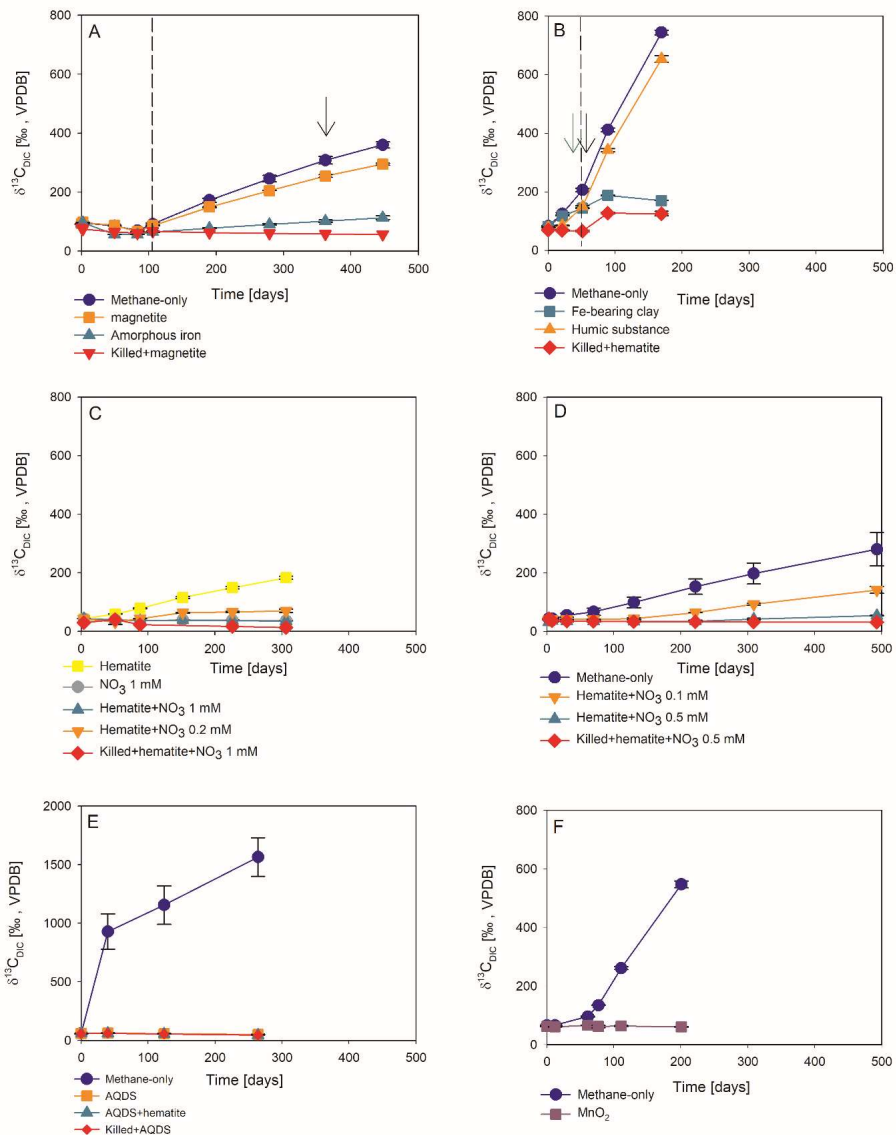 A
800
600
400
200
0
δ¹³C_DIC [‰ , VPDB]
0 100 200 300 400 500
Time [days]
Methane-only
magnetite
Amorphous iron
Killed+magnetite
B
800
600
400
200
0
δ¹³C_DIC [‰ , VPDB]
0 100 200 300 400 500
Time [days]
Methane-only
Fe-bearing clay
Humic substance
Killed+hematite
C
800
600
400
200
0
δ¹³C_DIC [‰ , VPDB]
0 100 200 300 400 500
Time [days]
Hematite
NO₃ 1 mM
Hematite+NO₃ 1 mM
Hematite+NO₃ 0.2 mM
Killed+hematite+NO₃ 1 mM
D
800
600
400
200
0
δ¹³C_DIC [‰ , VPDB]
0 100 200 300 400 500
Time [days]
Methane-only
Hematite+NO₃ 0.1 mM
Hematite+NO₃ 0.5 mM
Killed+hematite+NO₃ 0.5 mM
E
2000
1500
1000
500
0
δ¹³C_DIC [‰ , VPDB]
0 100 200 300 400 500
Time [days]
Methane-only
AQDS
AQDS+hematite
Killed+AQDS
F
800
600
400
200
0
δ¹³C_DIC [‰ , VPDB]
0 100 200 300 400 500
Time [days]
Methane-only
MnO₂